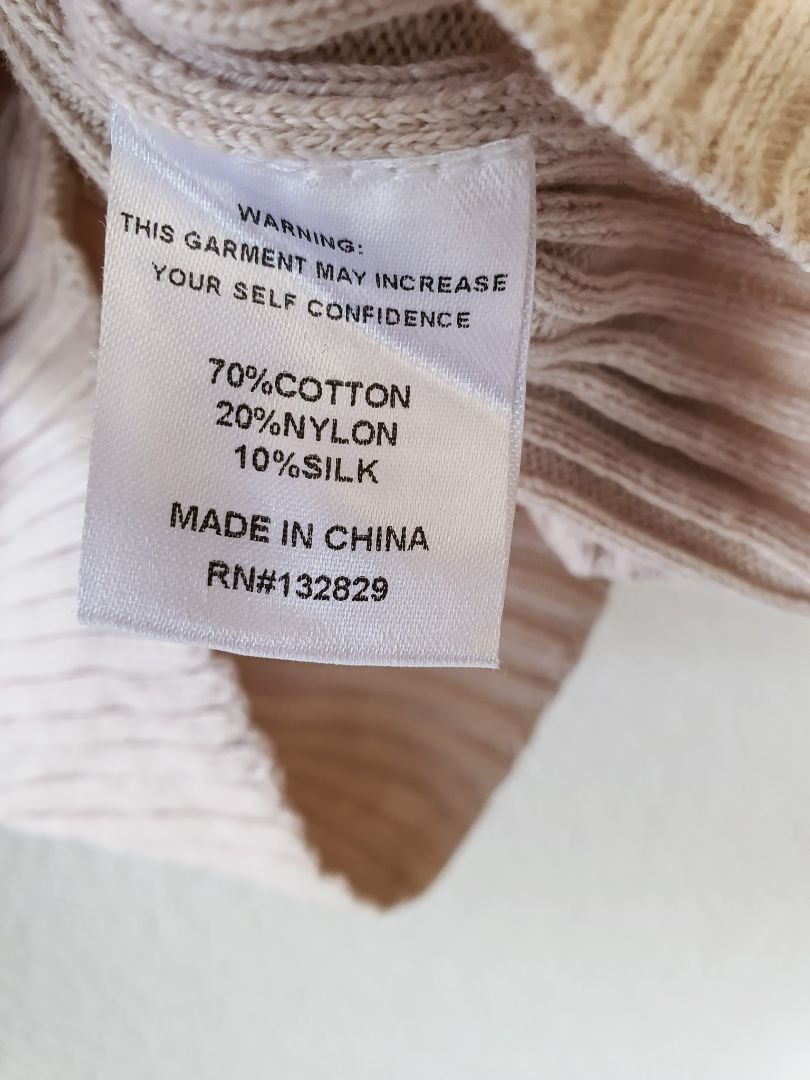 WARNING:
THIS GARMENT MAY INCREASE
YOUR SELF CONFIDENCE
70%COTTON
20%NYLON
10%SILK
MADE IN CHINA
RN#132829